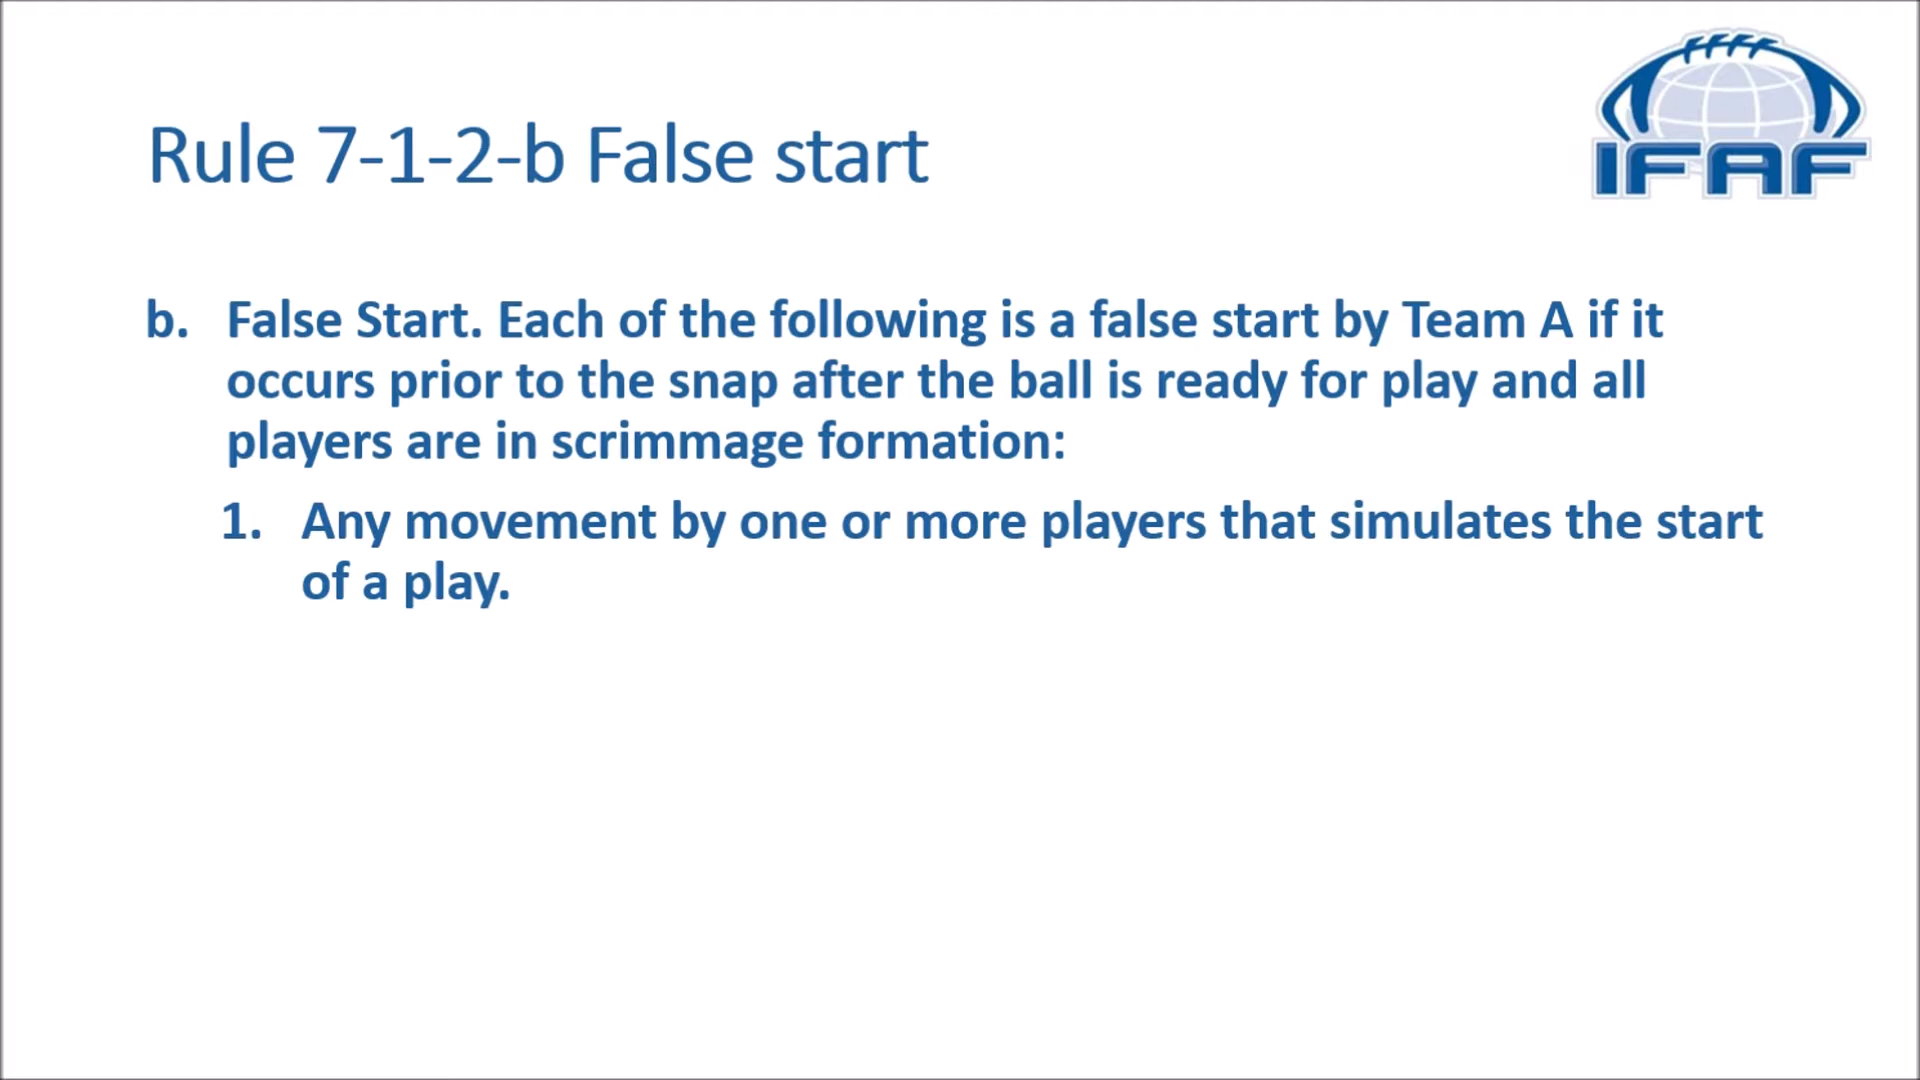 IFAF
Rule 7-1-2-b False start
b. False Start. Each of the following is a false start by Team A if it
occurs prior to the snap after the ball is ready for play and all
players are in scrimmage formation:
1. Any movement by one or more players that simulates the start
of a play.